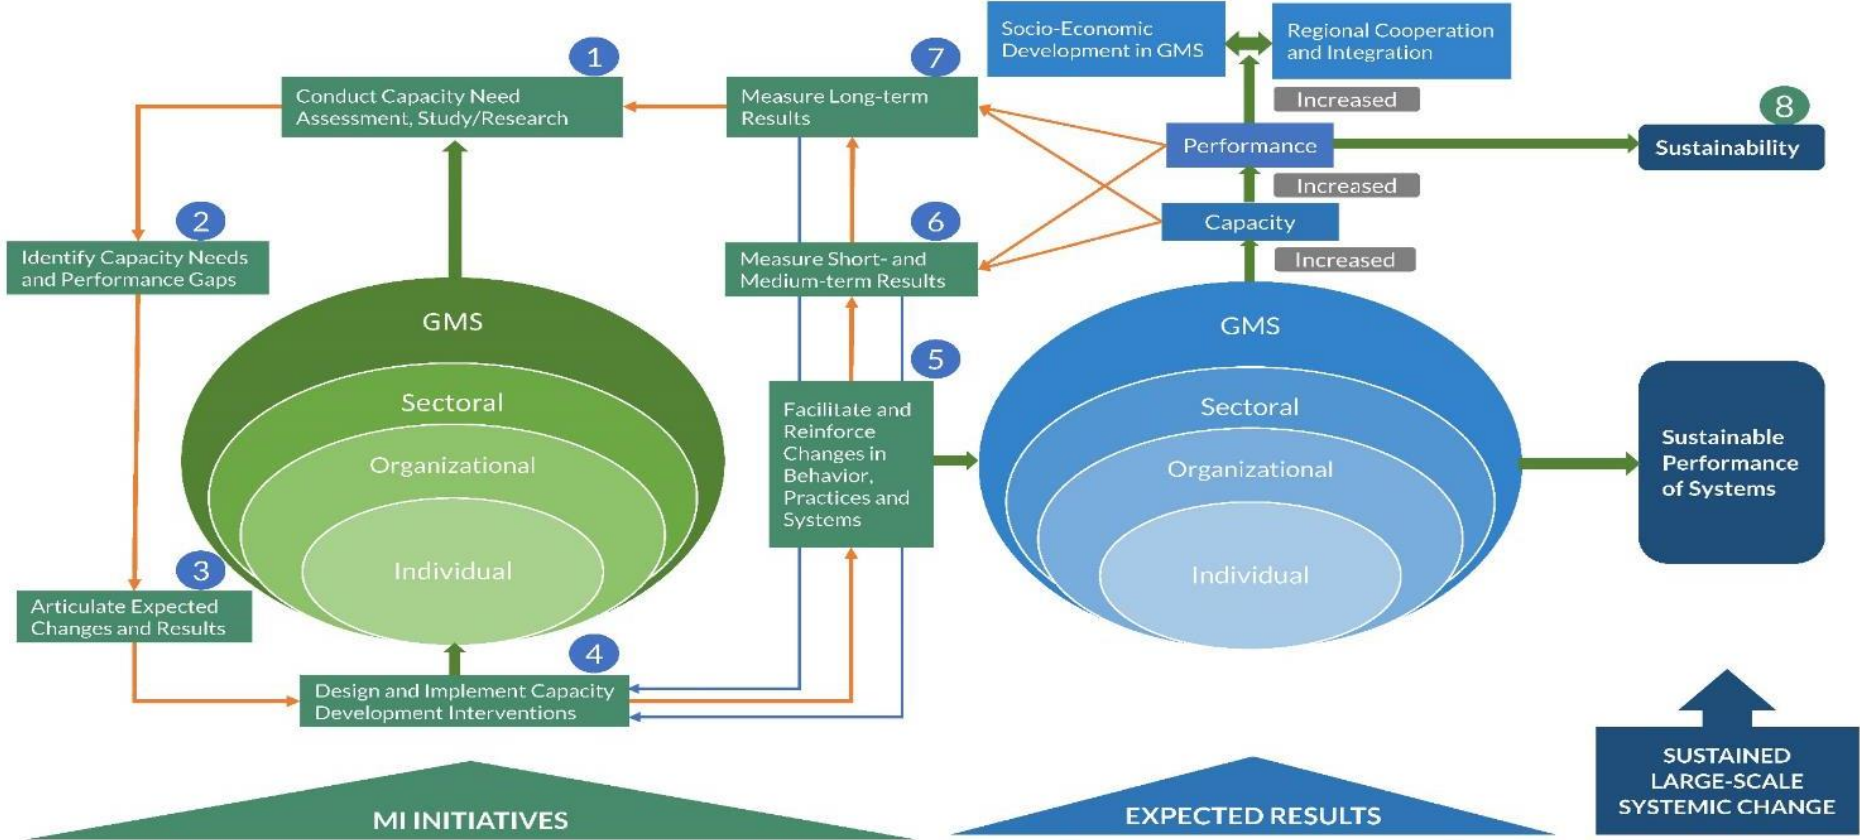 1
Conduct Capacity Need
Assessment, Study/Research
2
Identify Capacity Needs
and Performance Gaps
3
Articulate Expected
Changes and Results
4
Design and Implement Capacity
Development Interventions
GMS
Sectoral
Organizational
Individual
7
Measure Long-term
Results
6
Measure Short- and
Medium-term Results
5
Facilitate and
Reinforce
Changes in
Behavior,
Practices and
Systems
Socio-Economic
Development in GMS
Regional Cooperation
and Integration
Increased
Performance
Increased
Capacity
Increased
GMS
Sectoral
Organizational
Individual
8
Sustainability
Sustainable
Performance
of Systems
MI INITIATIVES
EXPECTED RESULTS
SUSTAINED
LARGE-SCALE
SYSTEMIC CHANGE